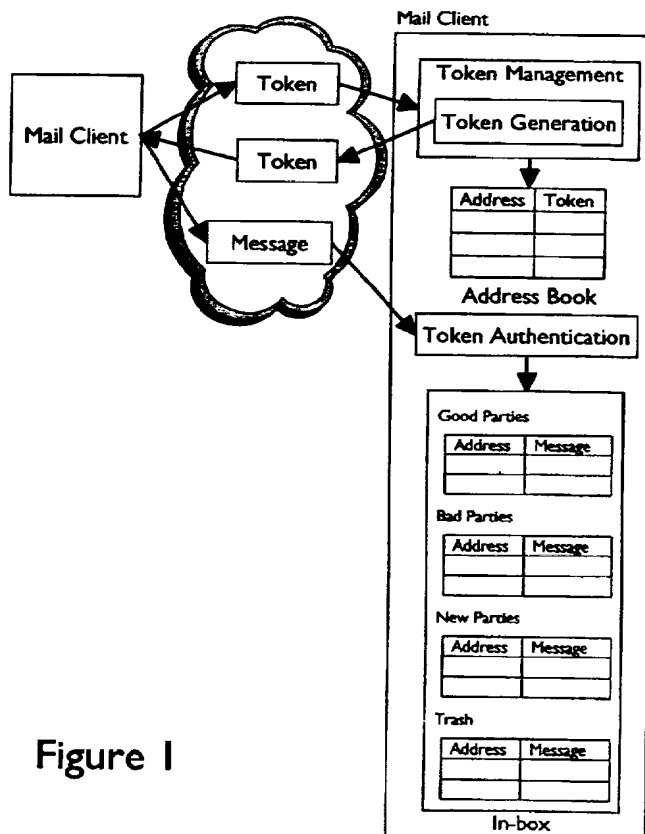 Mail Client
Token Management
Token Generation
Token
Token
Mail Client
Message
Address Token
Address Book
Token Authentication
Good Parties
Address Message
Bad Parties
Address Message
New Parties
Address Message
Trash
Address Message
In-box
Figure 1